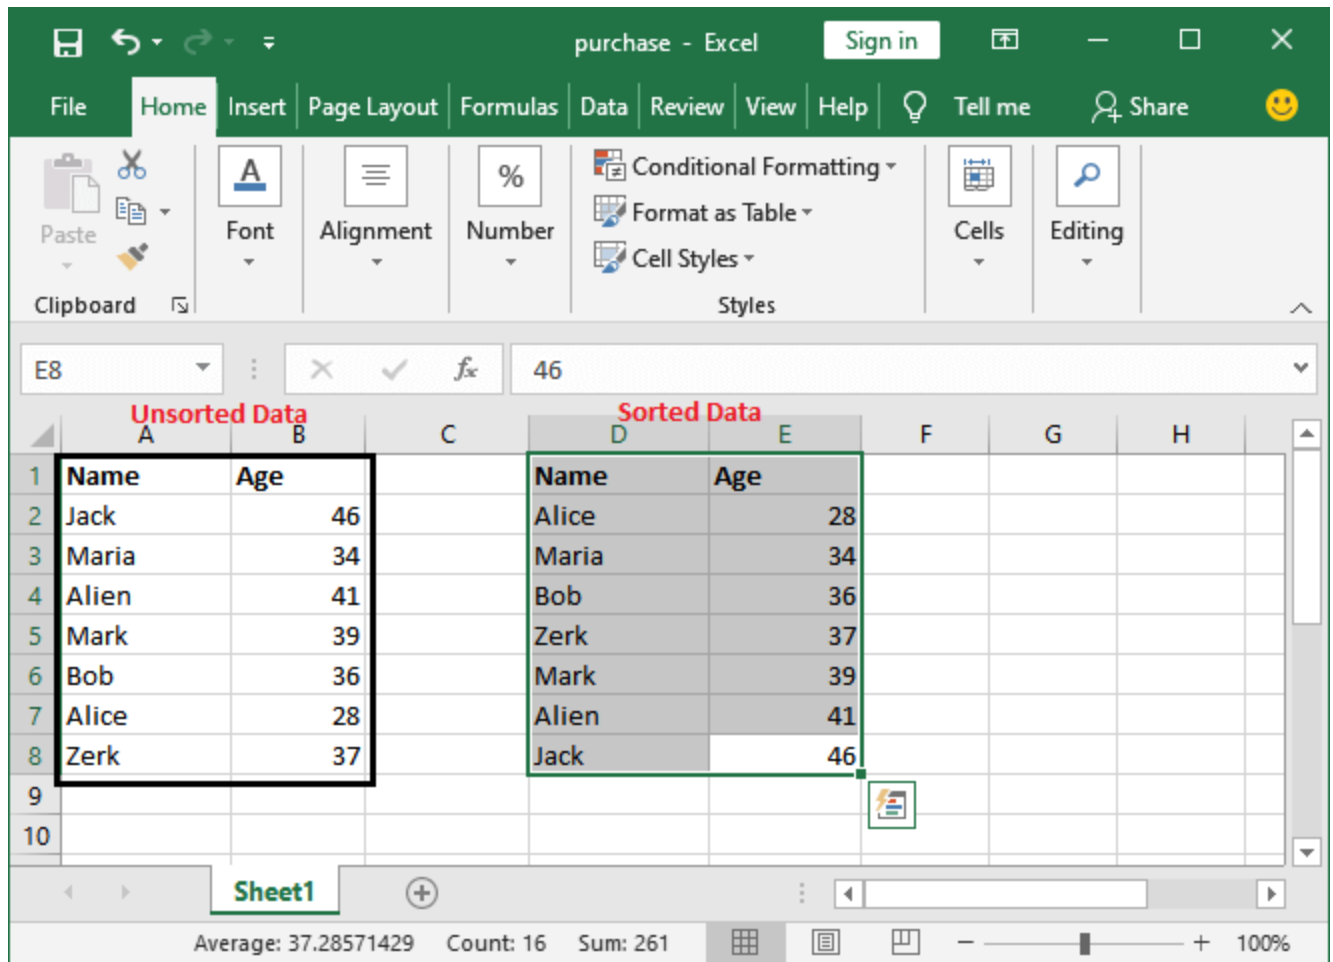 purchase - Excel Sign in
File Home Insert Page Layout Formulas Data Review View Help Tell me Share
Paste
Clipboard
A
Font
Alignment
%
Number
Conditional Formatting
Format as Table
Cell Styles
Styles
Cells
Editing
E8 fx 46
Unsorted Data Sorted Data
A B C D E F G H
1 Name Age Name Age
2 Jack 46 Alice 28
3 Maria 34 Maria 34
4 Alien 41 Bob 36
5 Mark 39 Zerk 37
6 Bob 36 Mark 39
7 Alice 28 Alien 41
8 Zerk 37 Jack 46
9
10
Sheet1
Average: 37.28571429 Count: 16 Sum: 261 100%